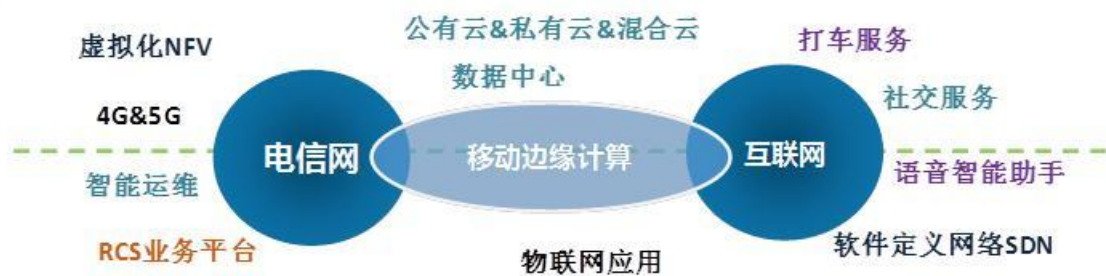 公有云&私有云&混合云
打车服务
虚拟化NFV
数据中心
社交服务
4G&5G
电信网
移动边缘计算
互联网
语音智能助手
智能运维
RCS业务平台
软件定义网络SDN
物联网应用